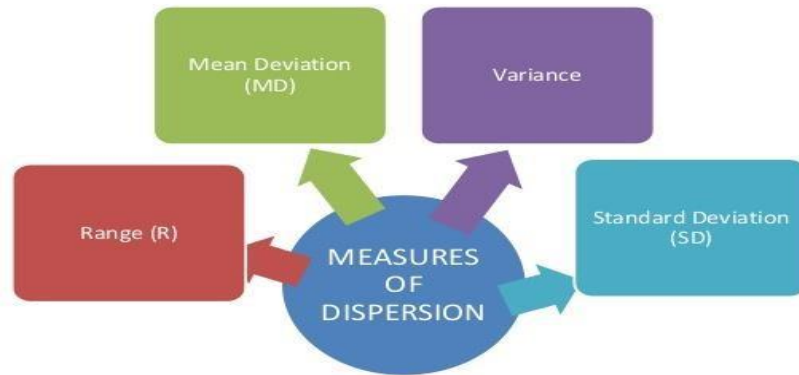 Mean Deviation
(MD)
Variance
Range (R)
Standard Deviation
(SD)
MEASURES
OF
DISPERSION